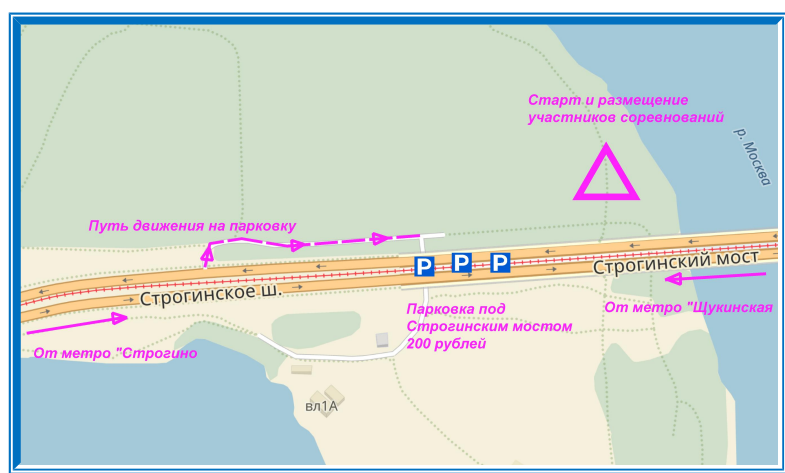 Старт и размещение
участников соревнований
р. Москва
Путь движения на парковку
P P P
Строгинский мост
Строгинское ш.
Парковка под
Строгинским мостом
200 рублей
От метро "Щукинская
От метро "Строгино
вл1А